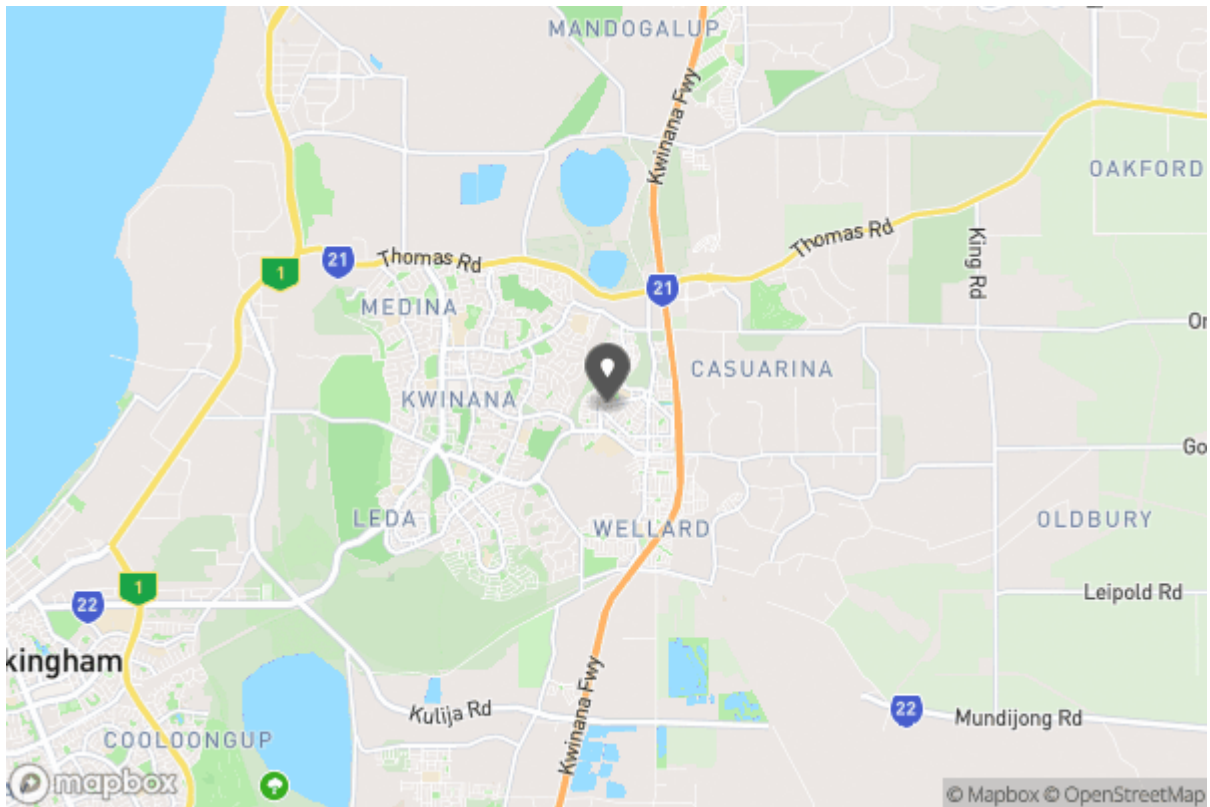 MANDOGALUP
Kwinana Fwy
OAKFORD
Thomas Rd
Thomas Rd
21
1
King Rd
21
MEDINA
Or
CASUARINA
KWINANA
Go
LEDA
WELLARD
OLDBURY
1
22
Leipold Rd
kingham
Kwinana Fwy
Kulija Rd
22
Mundijong Rd
COOLOONGUP
mapbox
© Mapbox © OpenStreetMap